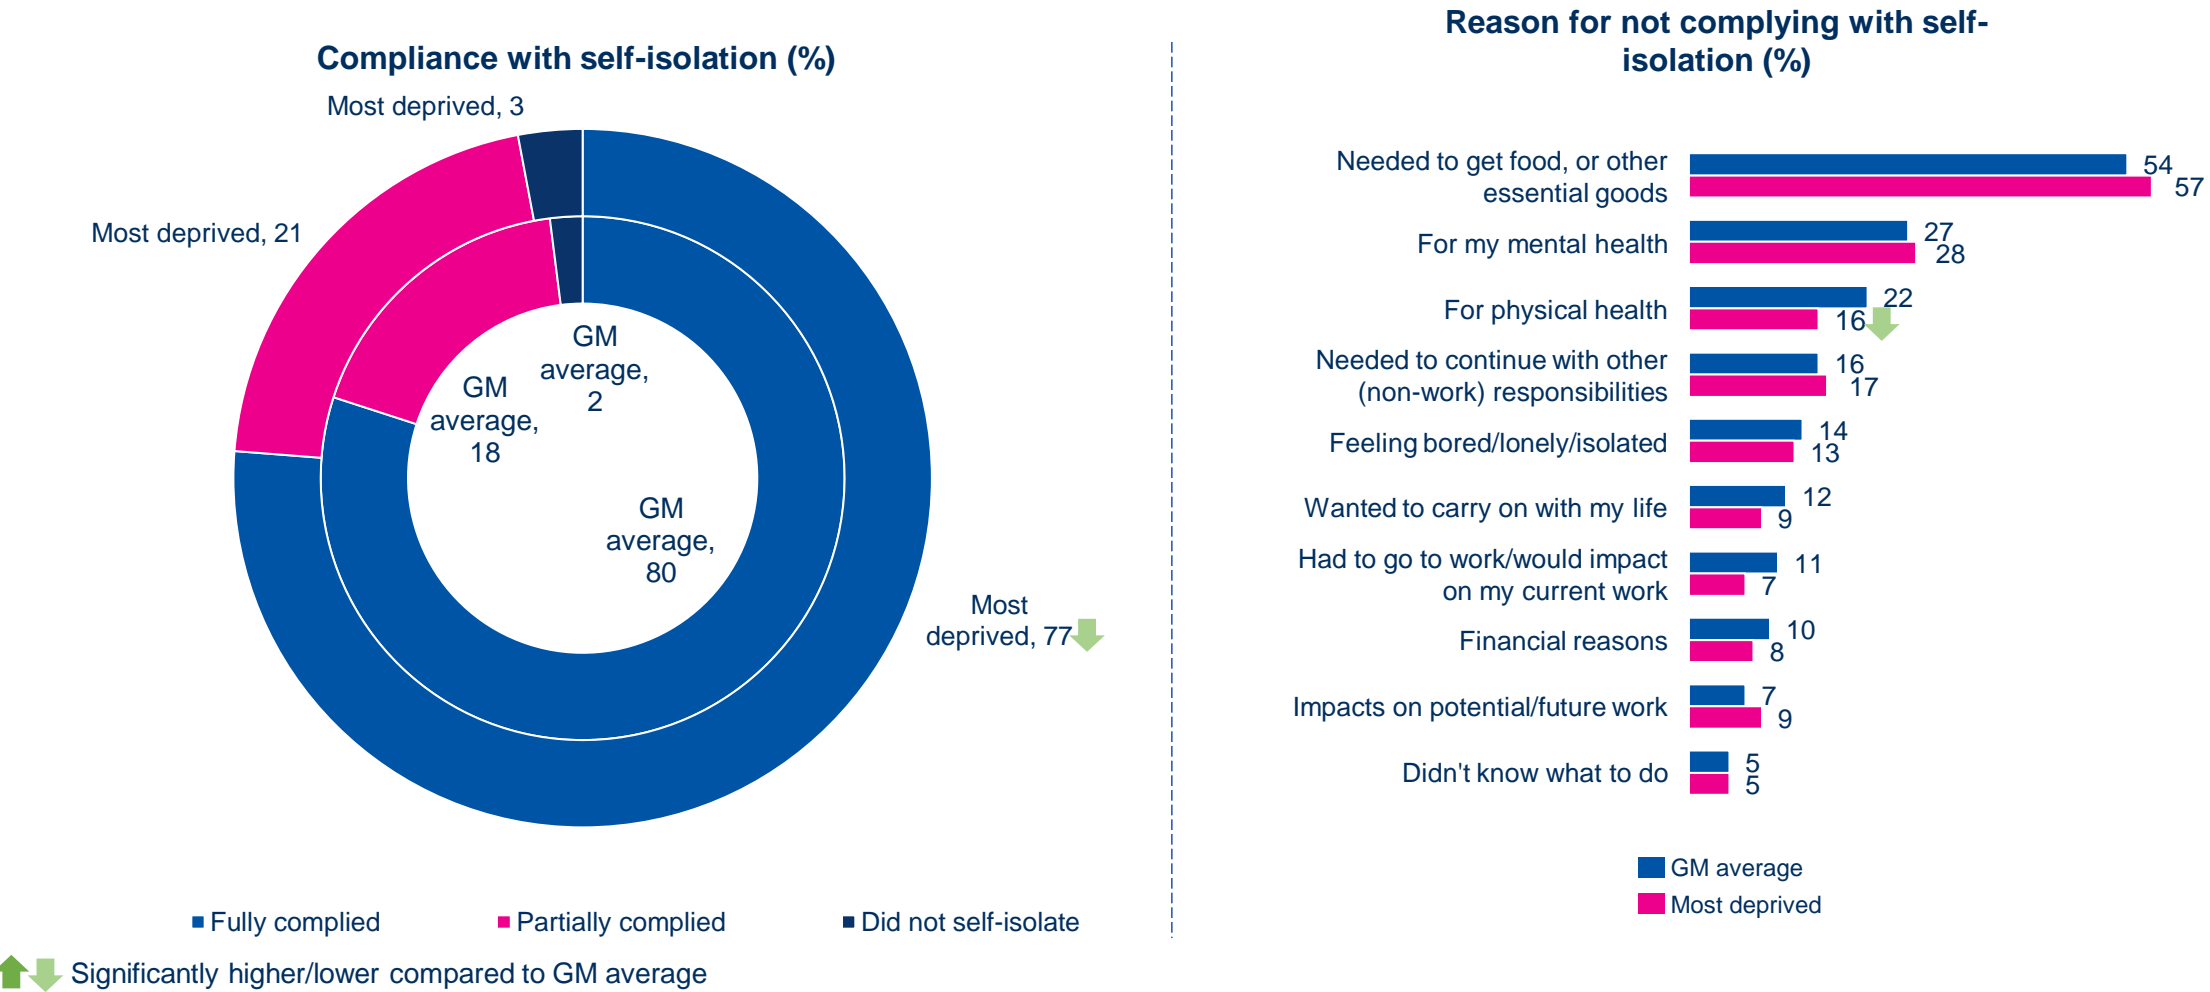 Compliance with self-isolation (%)
Most deprived, 3
Most deprived, 21
GM
average,
2
GM
average,
18
GM
average,
80
Most
deprived, 77
Fully complied
Partially complied
Did not self-isolate
Significantly higher/lower compared to GM average
Reason for not complying with self-
isolation (%)
Needed to get food, or other
essential goods
54
57
For my mental health
27
28
For physical health
22
16
Needed to continue with other
(non-work) responsibilities
16
17
Feeling bored/lonely/isolated
14
13
Wanted to carry on with my life
12
9
Had to go to work/would impact
on my current work
11
7
Financial reasons
10
8
Impacts on potential/future work
7
9
Didn't know what to do
5
5
GM average
Most deprived